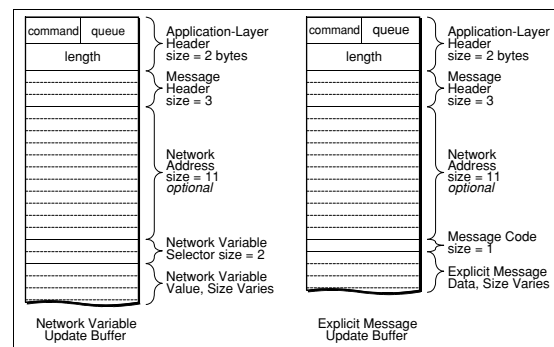 command queue
length
Application-Layer
Header
size = 2 bytes
Message
Header
size = 3
Network
Address
size = 11
optional
Network Variable
Selector size = 2
Network Variable
Value, Size Varies
Network Variable
Update Buffer
command queue
length
Application-Layer
Header
size = 2 bytes
Message
Header
size = 3
Network
Address
size = 11
optional
Message Code
size = 1
Explicit Message
Data, Size Varies
Explicit Message
Update Buffer